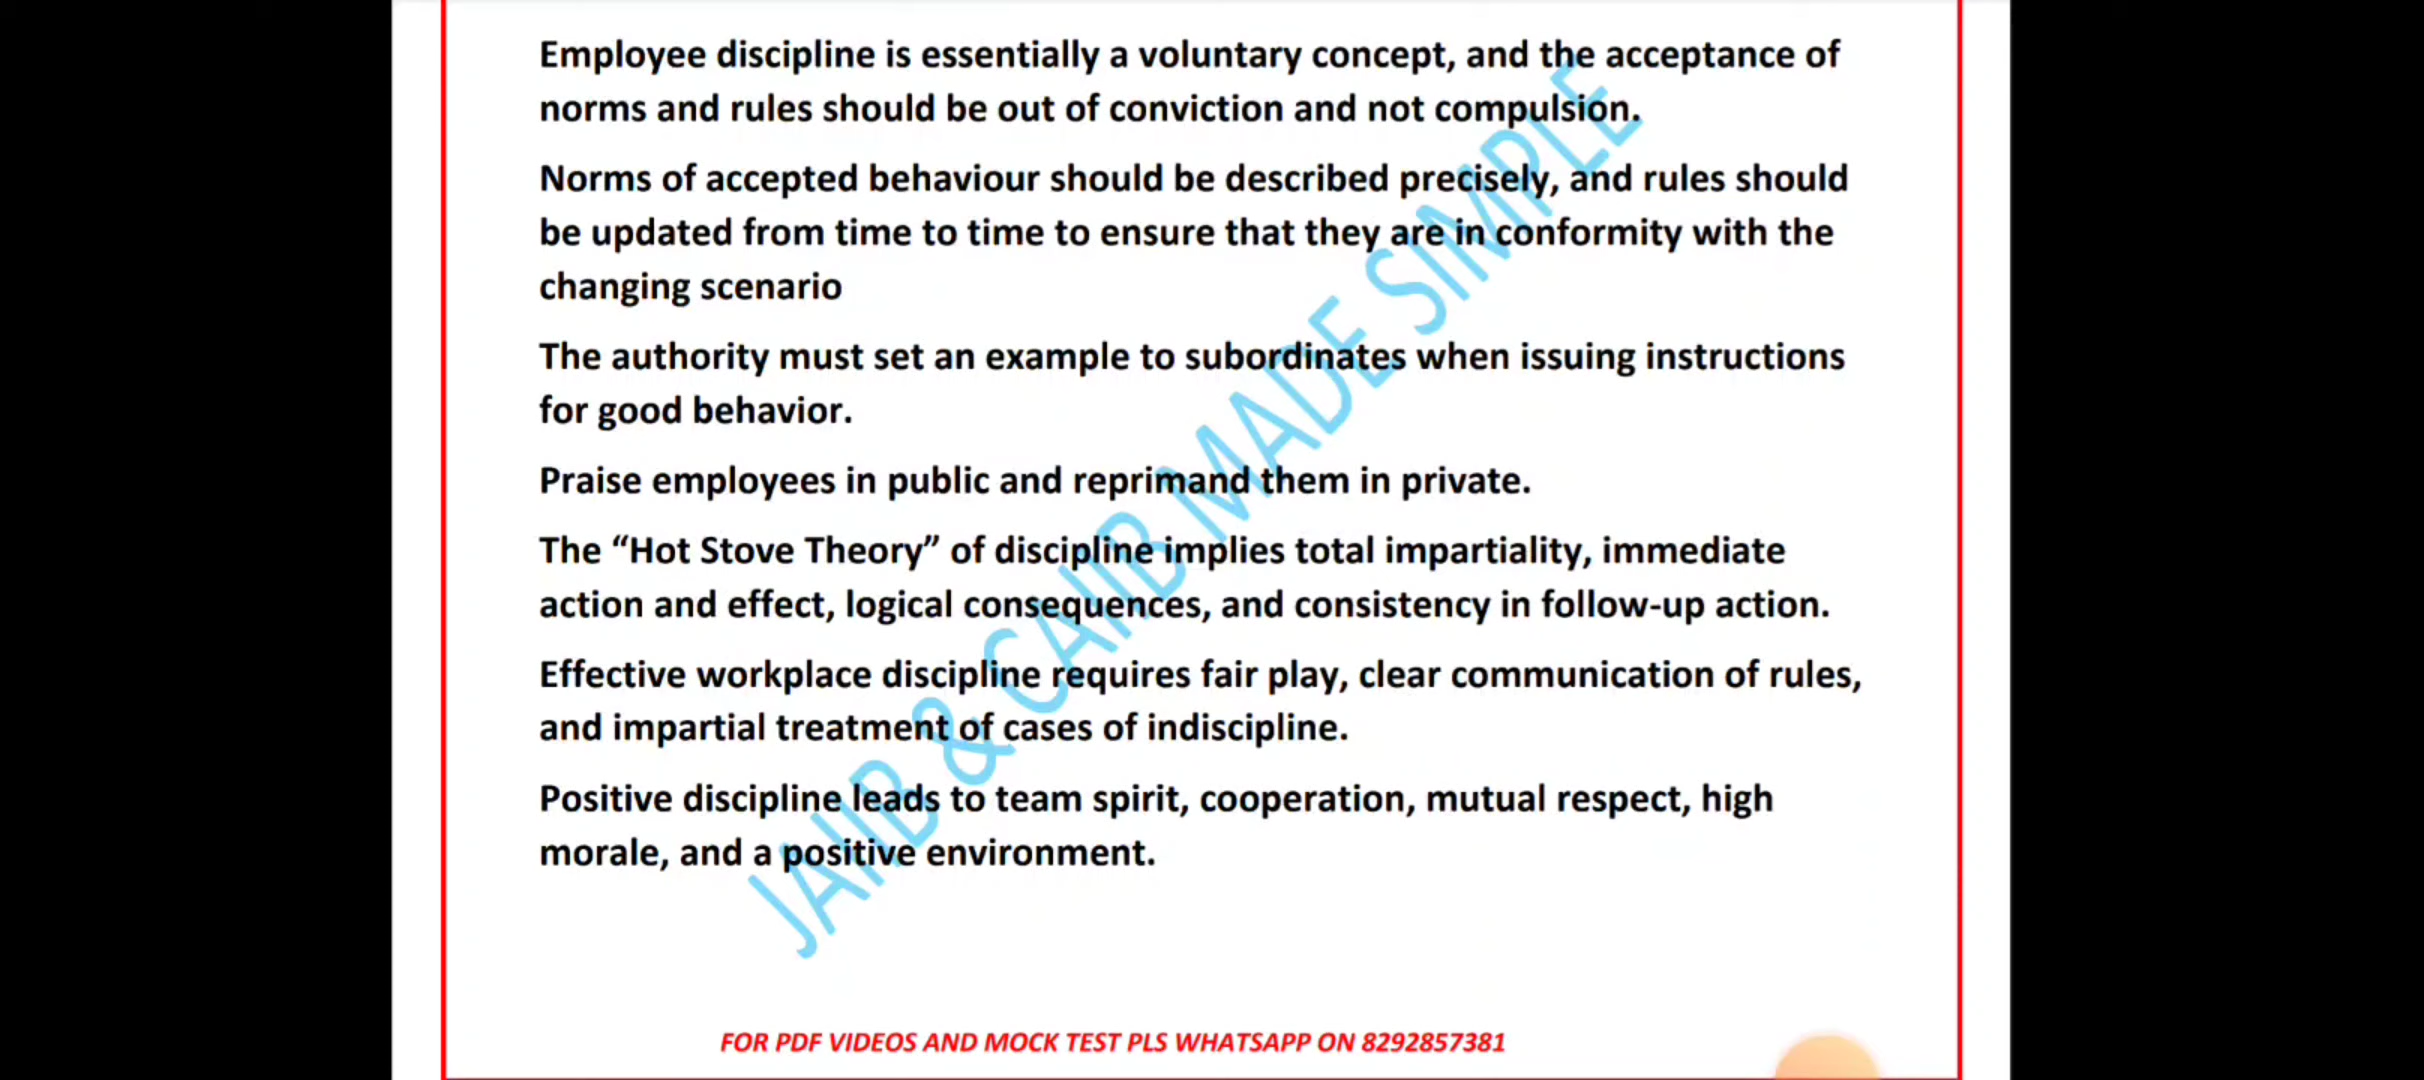 Employee discipline is essentially a voluntary concept, and the acceptance of
norms and rules should be out of conviction and not compulsion.
Norms of accepted behaviour should be described precisely, and rules should
be updated from time to time to ensure that they are in conformity with the
changing scenario
The authority must set an example to subordinates when issuing instructions
for good behavior.
Praise employees in public and reprimand them in private.
The “Hot Stove Theory” of discipline implies total impartiality, immediate
action and effect, logical consequences, and consistency in follow-up action.
Effective workplace discipline requires fair play, clear communication of rules,
and impartial treatment of cases of indiscipline.
Positive discipline leads to team spirit, cooperation, mutual respect, high
morale, and a positive environment.
JAIIB & CAIIB MADE SIMPLE
FOR PDF VIDEOS AND MOCK TEST PLS WHATSAPP ON 8292857381